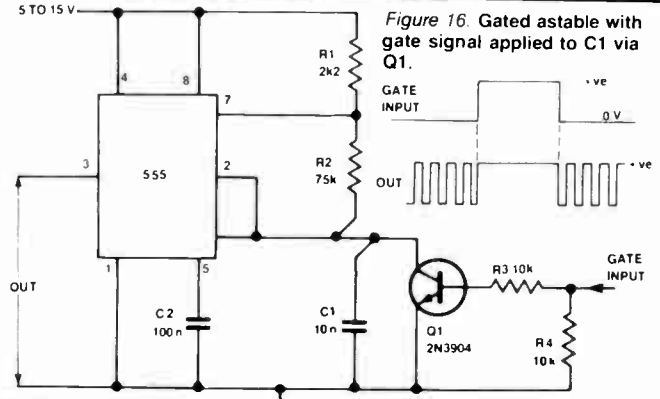 5 TO 15 V
Figure 16. Gated astable with
gate signal applied to C1 via
Q1.
R1
2k2
4
8
7
GATE
INPUT
+ve
0 V
3
555
2
R2
75k
OUT
+ve
GATE
INPUT
R3 10k
1
5
OUT
C2
100n
C1
10n
Q1
2N3904
R4
10k